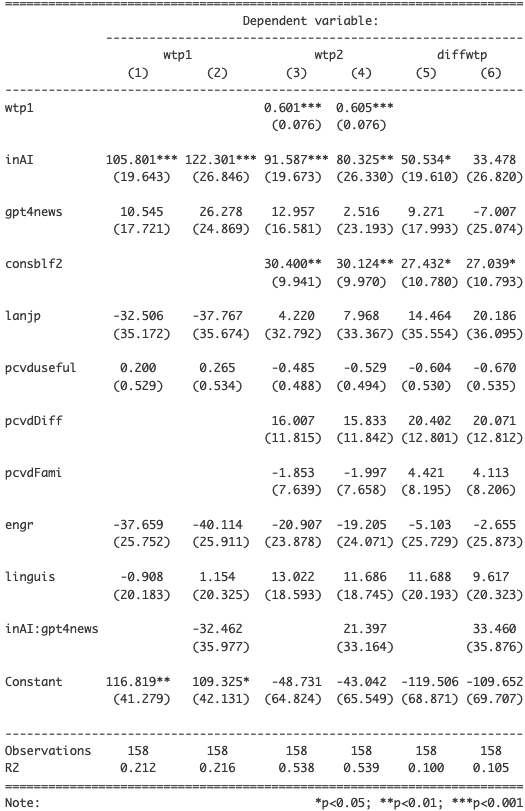 Dependent variable:
wtp1 wtp2 diffwtp
(1) (2) (3) (4) (5) (6)
wtp1 0.601*** 0.605***
(0.076) (0.076)
inAI 105.801*** 122.301*** 91.587*** 80.325** 50.534* 33.478
(19.643) (26.846) (19.673) (26.330) (19.610) (26.820)
gpt4news 10.545 26.278 12.957 2.516 9.271 -7.007
(17.721) (24.869) (16.581) (23.193) (17.993) (25.074)
consblf2 30.400** 30.124** 27.432* 27.039*
(9.941) (9.970) (10.780) (10.793)
lanjp -32.506 -37.767 4.220 7.968 14.464 20.186
(35.172) (35.674) (32.792) (33.367) (35.554) (36.095)
pcvduseful 0.200 0.265 -0.485 -0.529 -0.604 -0.670
(0.529) (0.534) (0.488) (0.494) (0.530) (0.535)
pcvdDiff 16.007 15.833 20.402 20.071
(11.815) (11.842) (12.801) (12.812)
pcvdFami -1.853 -1.997 4.421 4.113
(7.639) (7.658) (8.195) (8.206)
engr -37.659 -40.114 -20.907 -19.205 -5.103 -2.655
(25.752) (25.911) (23.878) (24.071) (25.729) (25.873)
linguis -0.908 1.154 13.022 11.686 11.688 9.617
(20.183) (20.325) (18.593) (18.745) (20.193) (20.323)
inAI:gpt4news -32.462 21.397 33.460
(35.977) (33.164) (35.876)
Constant 116.819** 109.325* -48.731 -43.042 -119.506 -109.652
(41.279) (42.131) (64.824) (65.549) (68.871) (69.707)
Observations 158 158 158 158 158 158
R2 0.212 0.216 0.538 0.539 0.100 0.105
Note: *p<0.05; **p<0.01; ***p<0.001